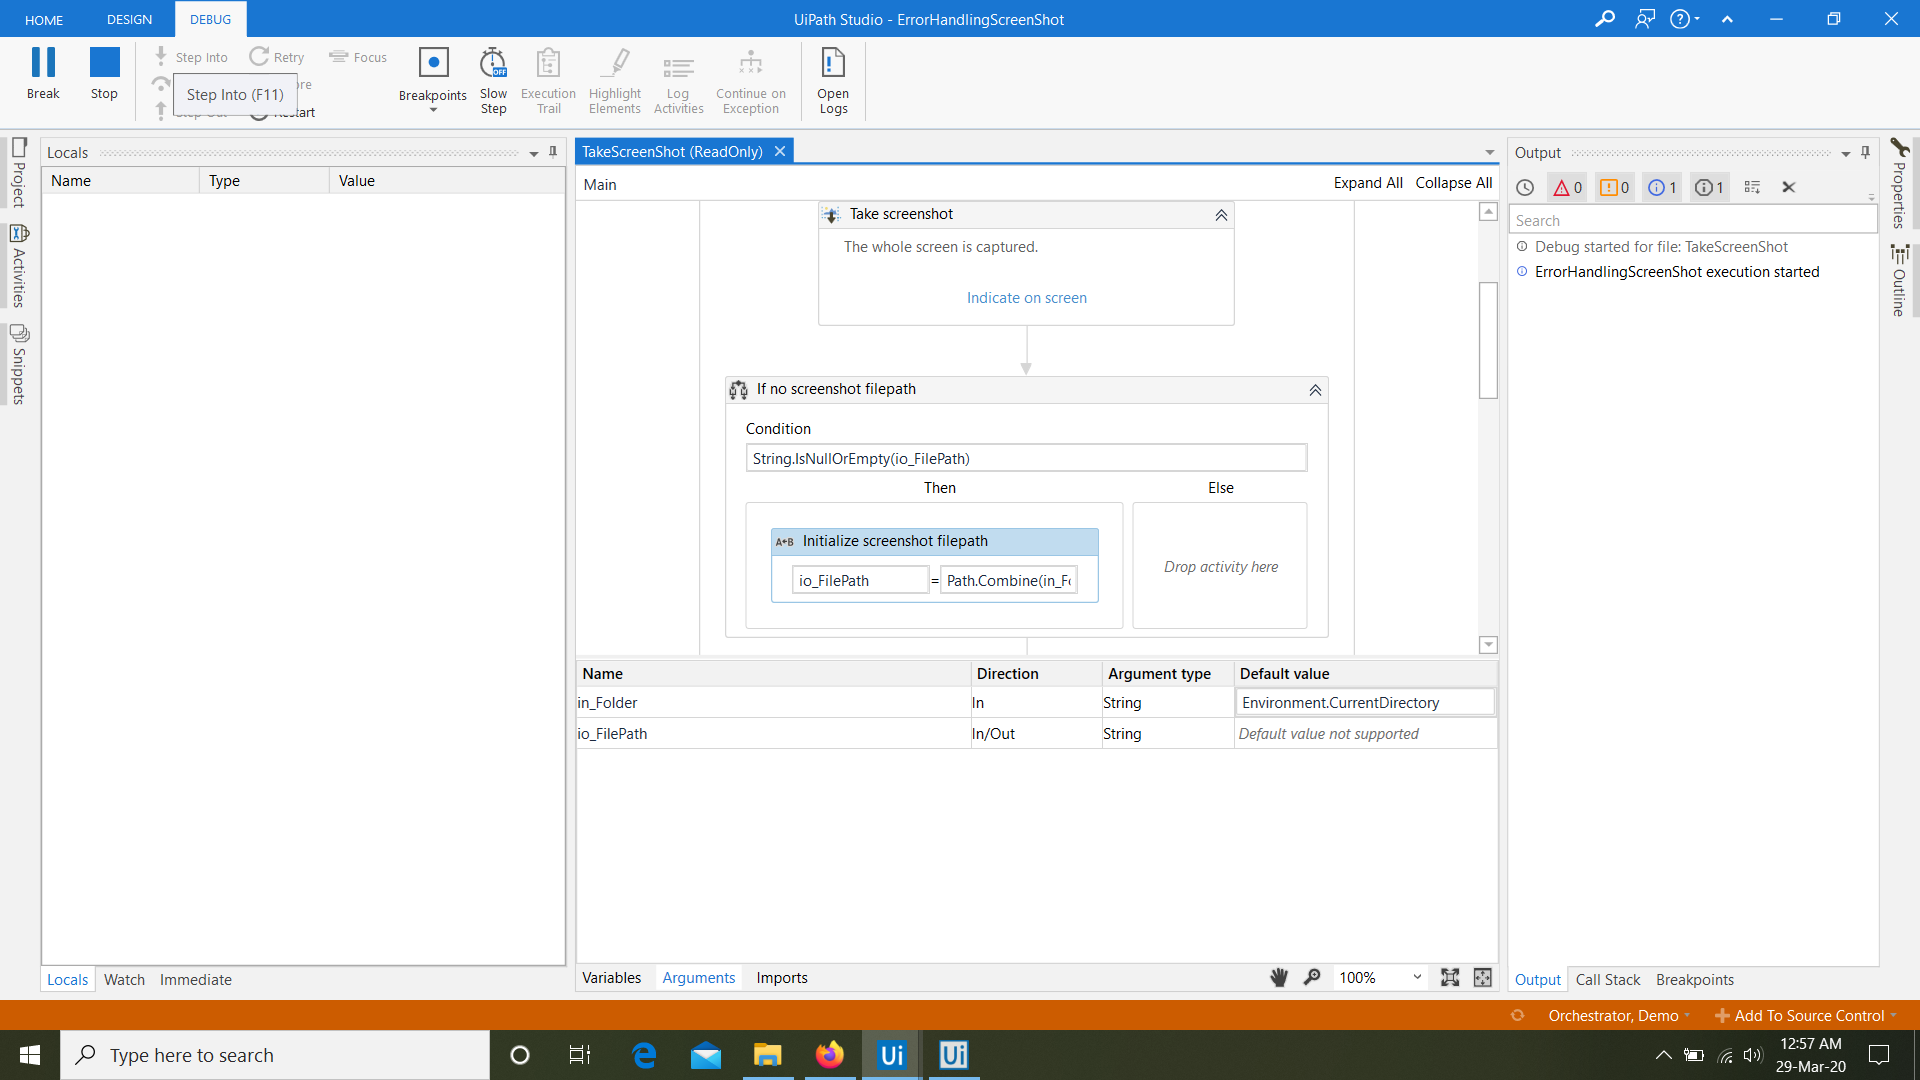 HOME DESIGN DEBUG UiPath Studio - ErrorHandlingScreenShot
Break Stop Step Into Retry Focus Breakpoints Slow Step OFF Execution Trail Highlight Elements Log Activities Continue on Exception Open Logs
Step Into (F11)
Restart
Project
Activities
Snippets
Locals
Name Type Value
Locals Watch Immediate
TakeScreenShot (ReadOnly)
Main Expand All Collapse All
Take screenshot
The whole screen is captured.
Indicate on screen
If no screenshot filepath
Condition
String.IsNullOrEmpty(io_FilePath)
Then Else
A+B Initialize screenshot filepath
io_FilePath = Path.Combine(in_Fo
Drop activity here
Name Direction Argument type Default value
in_Folder In String Environment.CurrentDirectory
io_FilePath In/Out String Default value not supported
Variables Arguments Imports 100%
Output
0 0 1 1
Search
Debug started for file: TakeScreenShot
ErrorHandlingScreenShot execution started
Output Call Stack Breakpoints
Properties
Outline
Orchestrator, Demo Add To Source Control
Type here to search
Ui Ui
12:57 AM
29-Mar-20